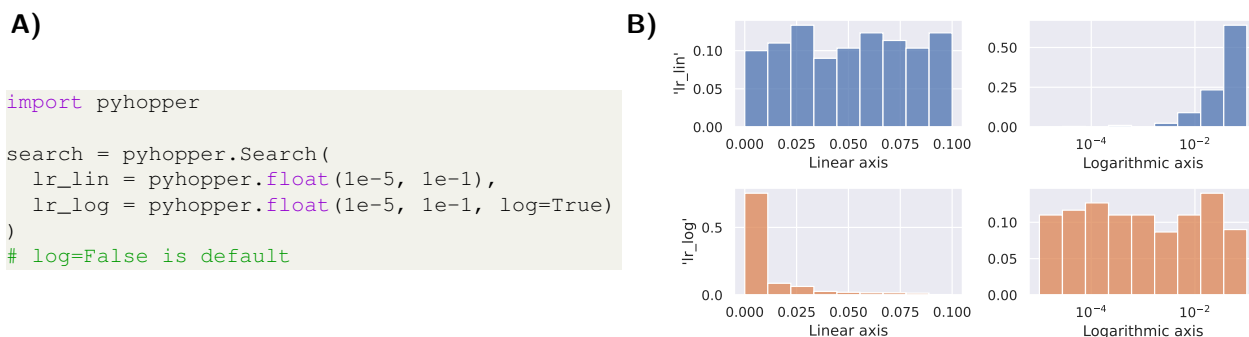 A)
import pyhopper
search = pyhopper.Search(
  lr_lin = pyhopper.float(1e-5, 1e-1),
  lr_log = pyhopper.float(1e-5, 1e-1, log=True)
)
# log=False is default
B)
'lr_lin'
0.10
0.05
0.00
0.000 0.025 0.050 0.075 0.100
Linear axis
0.50
0.25
0.00
10⁻⁴ 10⁻²
Logarithmic axis
'lr_log'
0.5
0.0
0.000 0.025 0.050 0.075 0.100
Linear axis
0.10
0.05
0.00
10⁻⁴ 10⁻²
Logarithmic axis